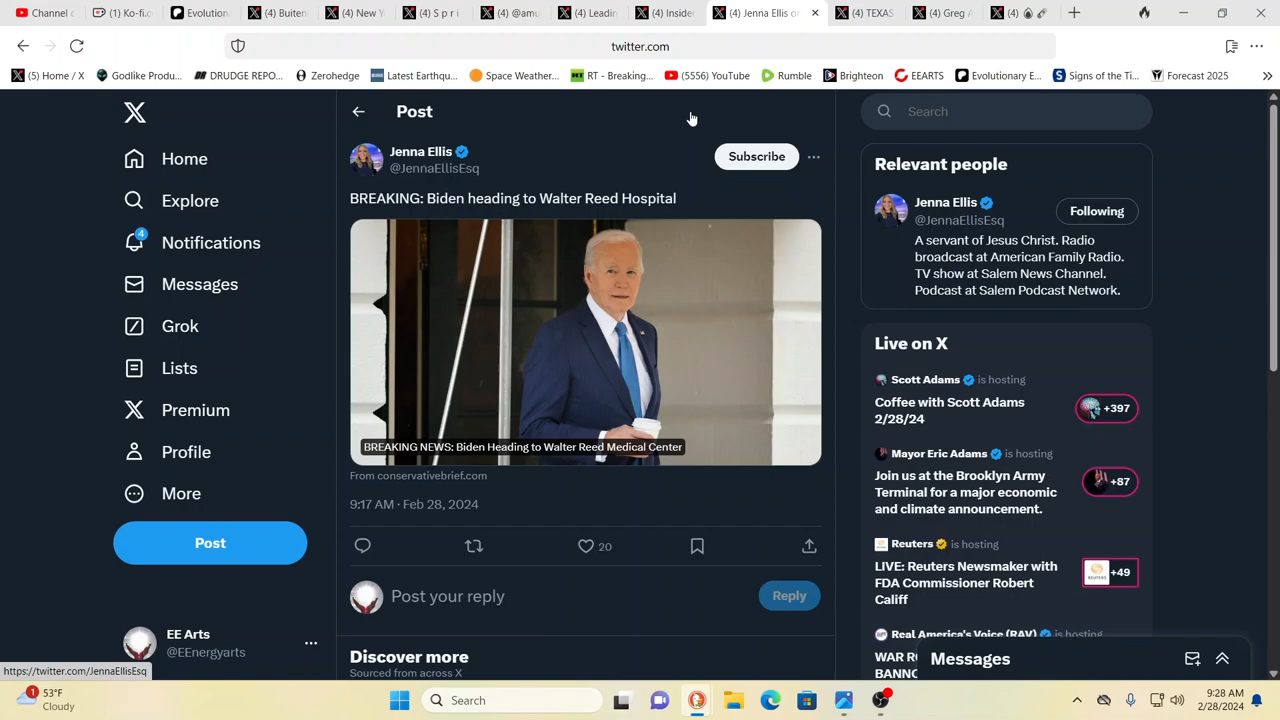 Channel c
(1) Ko-fi.c
Evolution
(4) Buiten
(4) New Y
(4) S p r
(4) @amu
(4) Leadin
(4) Insider
(4) Jenna Ellis or
(4) TEXAS
(4) Greg A
(4)
twitter.com
(5) Home / X
Godlike Produ...
DRUDGE REPO...
Zerohedge
Latest Earthqu...
Space Weather...
RT - Breaking...
(5556) YouTube
Rumble
Brighteon
EEARTS
Evolutionary E...
Signs of the Ti...
Forecast 2025
Home
Explore
4
Notifications
Messages
Grok
Lists
Premium
Profile
More
Post
EE Arts
@EEnergyarts
https://twitter.com/JennaEllisEsq
Post
Jenna Ellis
@JennaEllisEsq
Subscribe
BREAKING: Biden heading to Walter Reed Hospital
BREAKING NEWS: Biden Heading to Walter Reed Medical Center
From conservativebrief.com
9:17 AM · Feb 28, 2024
20
Post your reply
Reply
Discover more
Sourced from across X
Search
Relevant people
Jenna Ellis
@JennaEllisEsq
Following
A servant of Jesus Christ. Radio
broadcast at American Family Radio.
TV show at Salem News Channel.
Podcast at Salem Podcast Network.
Live on X
Scott Adams is hosting
Coffee with Scott Adams
2/28/24
+397
Mayor Eric Adams is hosting
Join us at the Brooklyn Army
Terminal for a major economic
and climate announcement.
+87
Reuters is hosting
LIVE: Reuters Newsmaker with
FDA Commissioner Robert
Califf
REUTERS
+49
Real America's Voice (RAV) is hosting
WAR RO
BANNO
Messages
1
53°F
Cloudy
Search
9:28 AM
2/28/2024